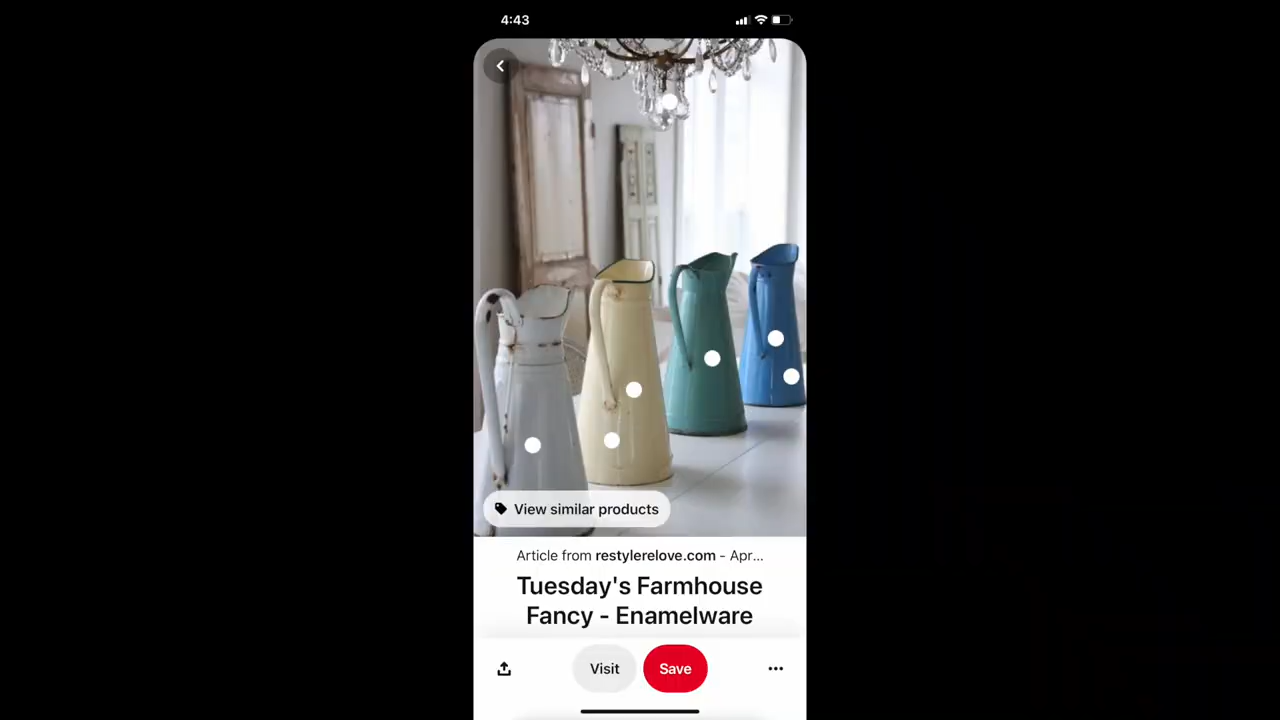 4:43
View similar products
Article from restylerelove.com - Apr...
Tuesday's Farmhouse
Fancy - Enamelware
Visit
Save